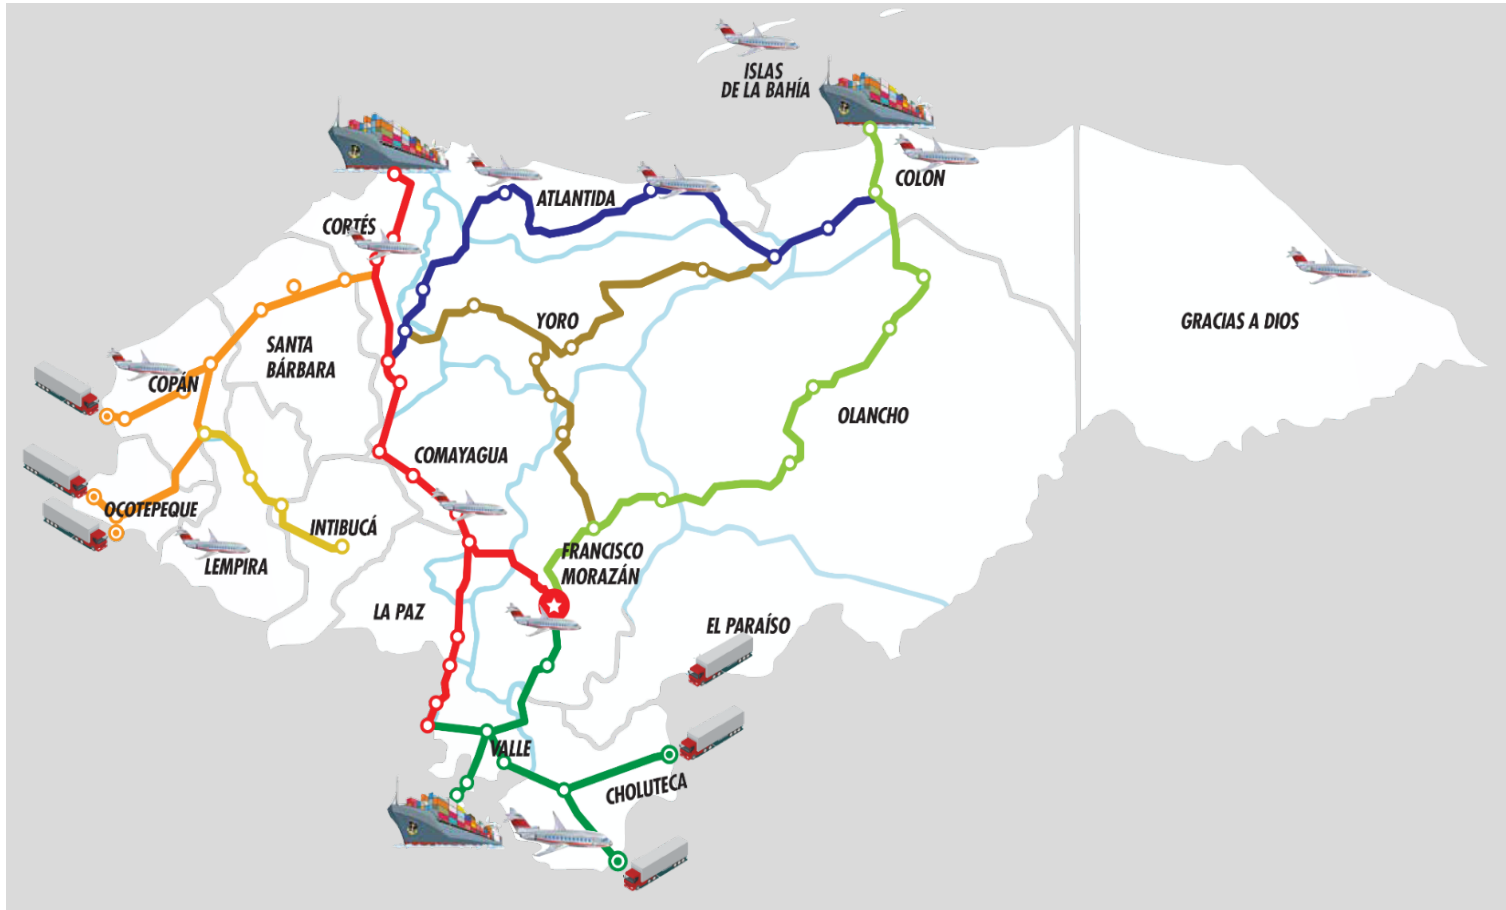 ISLAS
DE LA BAHÍA
COLÓN
ATLANTIDA
CORTÉS
YORO
GRACIAS A DIOS
SANTA
BÁRBARA
COPÁN
OLANCHO
COMAYAGUA
OCOTEPEQUE
INTIBUCÁ
LEMPIRA
FRANCISCO
MORAZÁN
LA PAZ
EL PARAÍSO
VALLE
CHOLUTECA